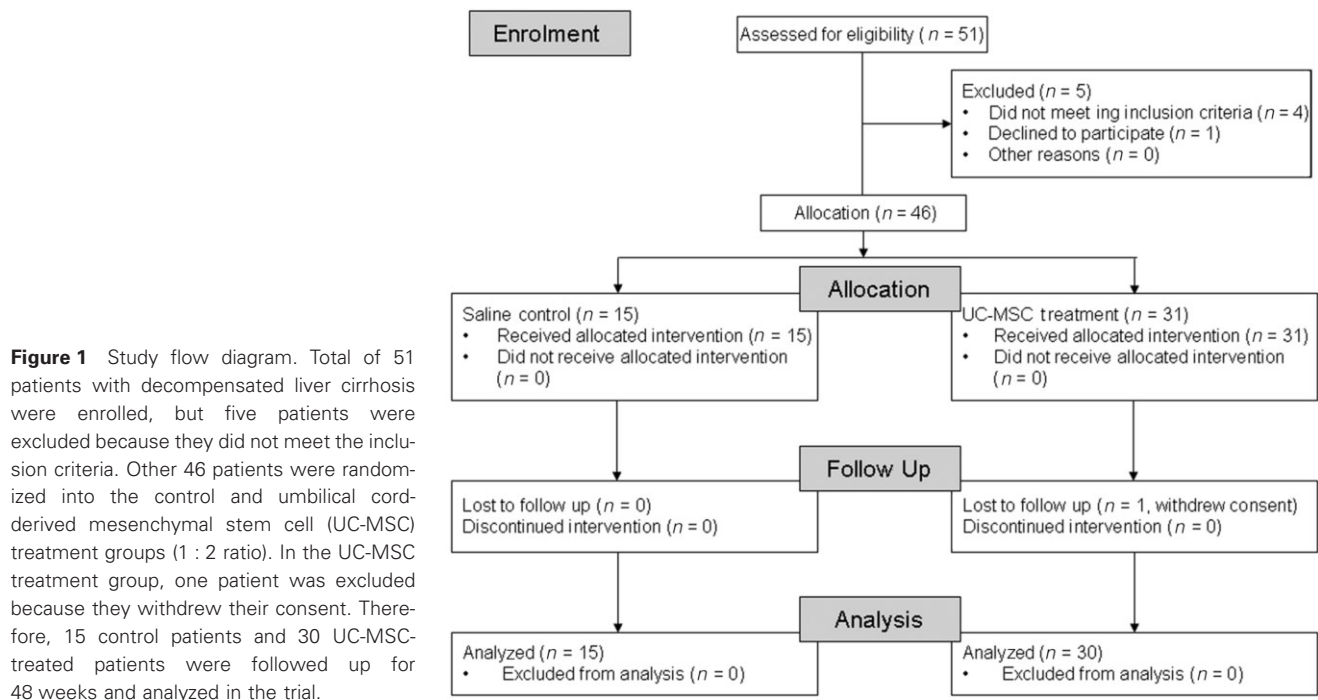 Enrolment
Assessed for eligibility (n = 51)
Excluded (n = 5)
• Did not meet ing inclusion criteria (n = 4)
• Declined to participate (n = 1)
• Other reasons (n = 0)
Allocation (n = 46)
Allocation
Saline control (n = 15)
• Received allocated intervention (n = 15)
• Did not receive allocated intervention
(n = 0)
UC-MSC treatment (n = 31)
• Received allocated intervention (n = 31)
• Did not receive allocated intervention
(n = 0)
Follow Up
Lost to follow up (n = 0)
Discontinued intervention (n = 0)
Lost to follow up (n = 1, withdrew consent)
Discontinued intervention (n = 0)
Analysis
Analyzed (n = 15)
• Excluded from analysis (n = 0)
Analyzed (n = 30)
• Excluded from analysis (n = 0)
Figure 1 Study flow diagram. Total of 51
patients with decompensated liver cirrhosis
were enrolled, but five patients were
excluded because they did not meet the inclu-
sion criteria. Other 46 patients were random-
ized into the control and umbilical cord-
derived mesenchymal stem cell (UC-MSC)
treatment groups (1 : 2 ratio). In the UC-MSC
treatment group, one patient was excluded
because they withdrew their consent. There-
fore, 15 control patients and 30 UC-MSC-
treated patients were followed up for
48 weeks and analyzed in the trial.